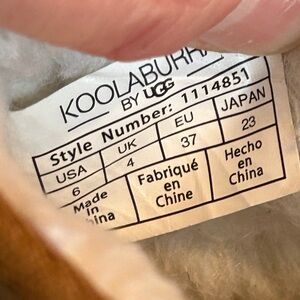 KOOLABURRA
BY UGG
Style Number: 1114851
USA UK EU JAPAN
6 4 37 23
Made in China Fabriqué en Chine Hecho en China